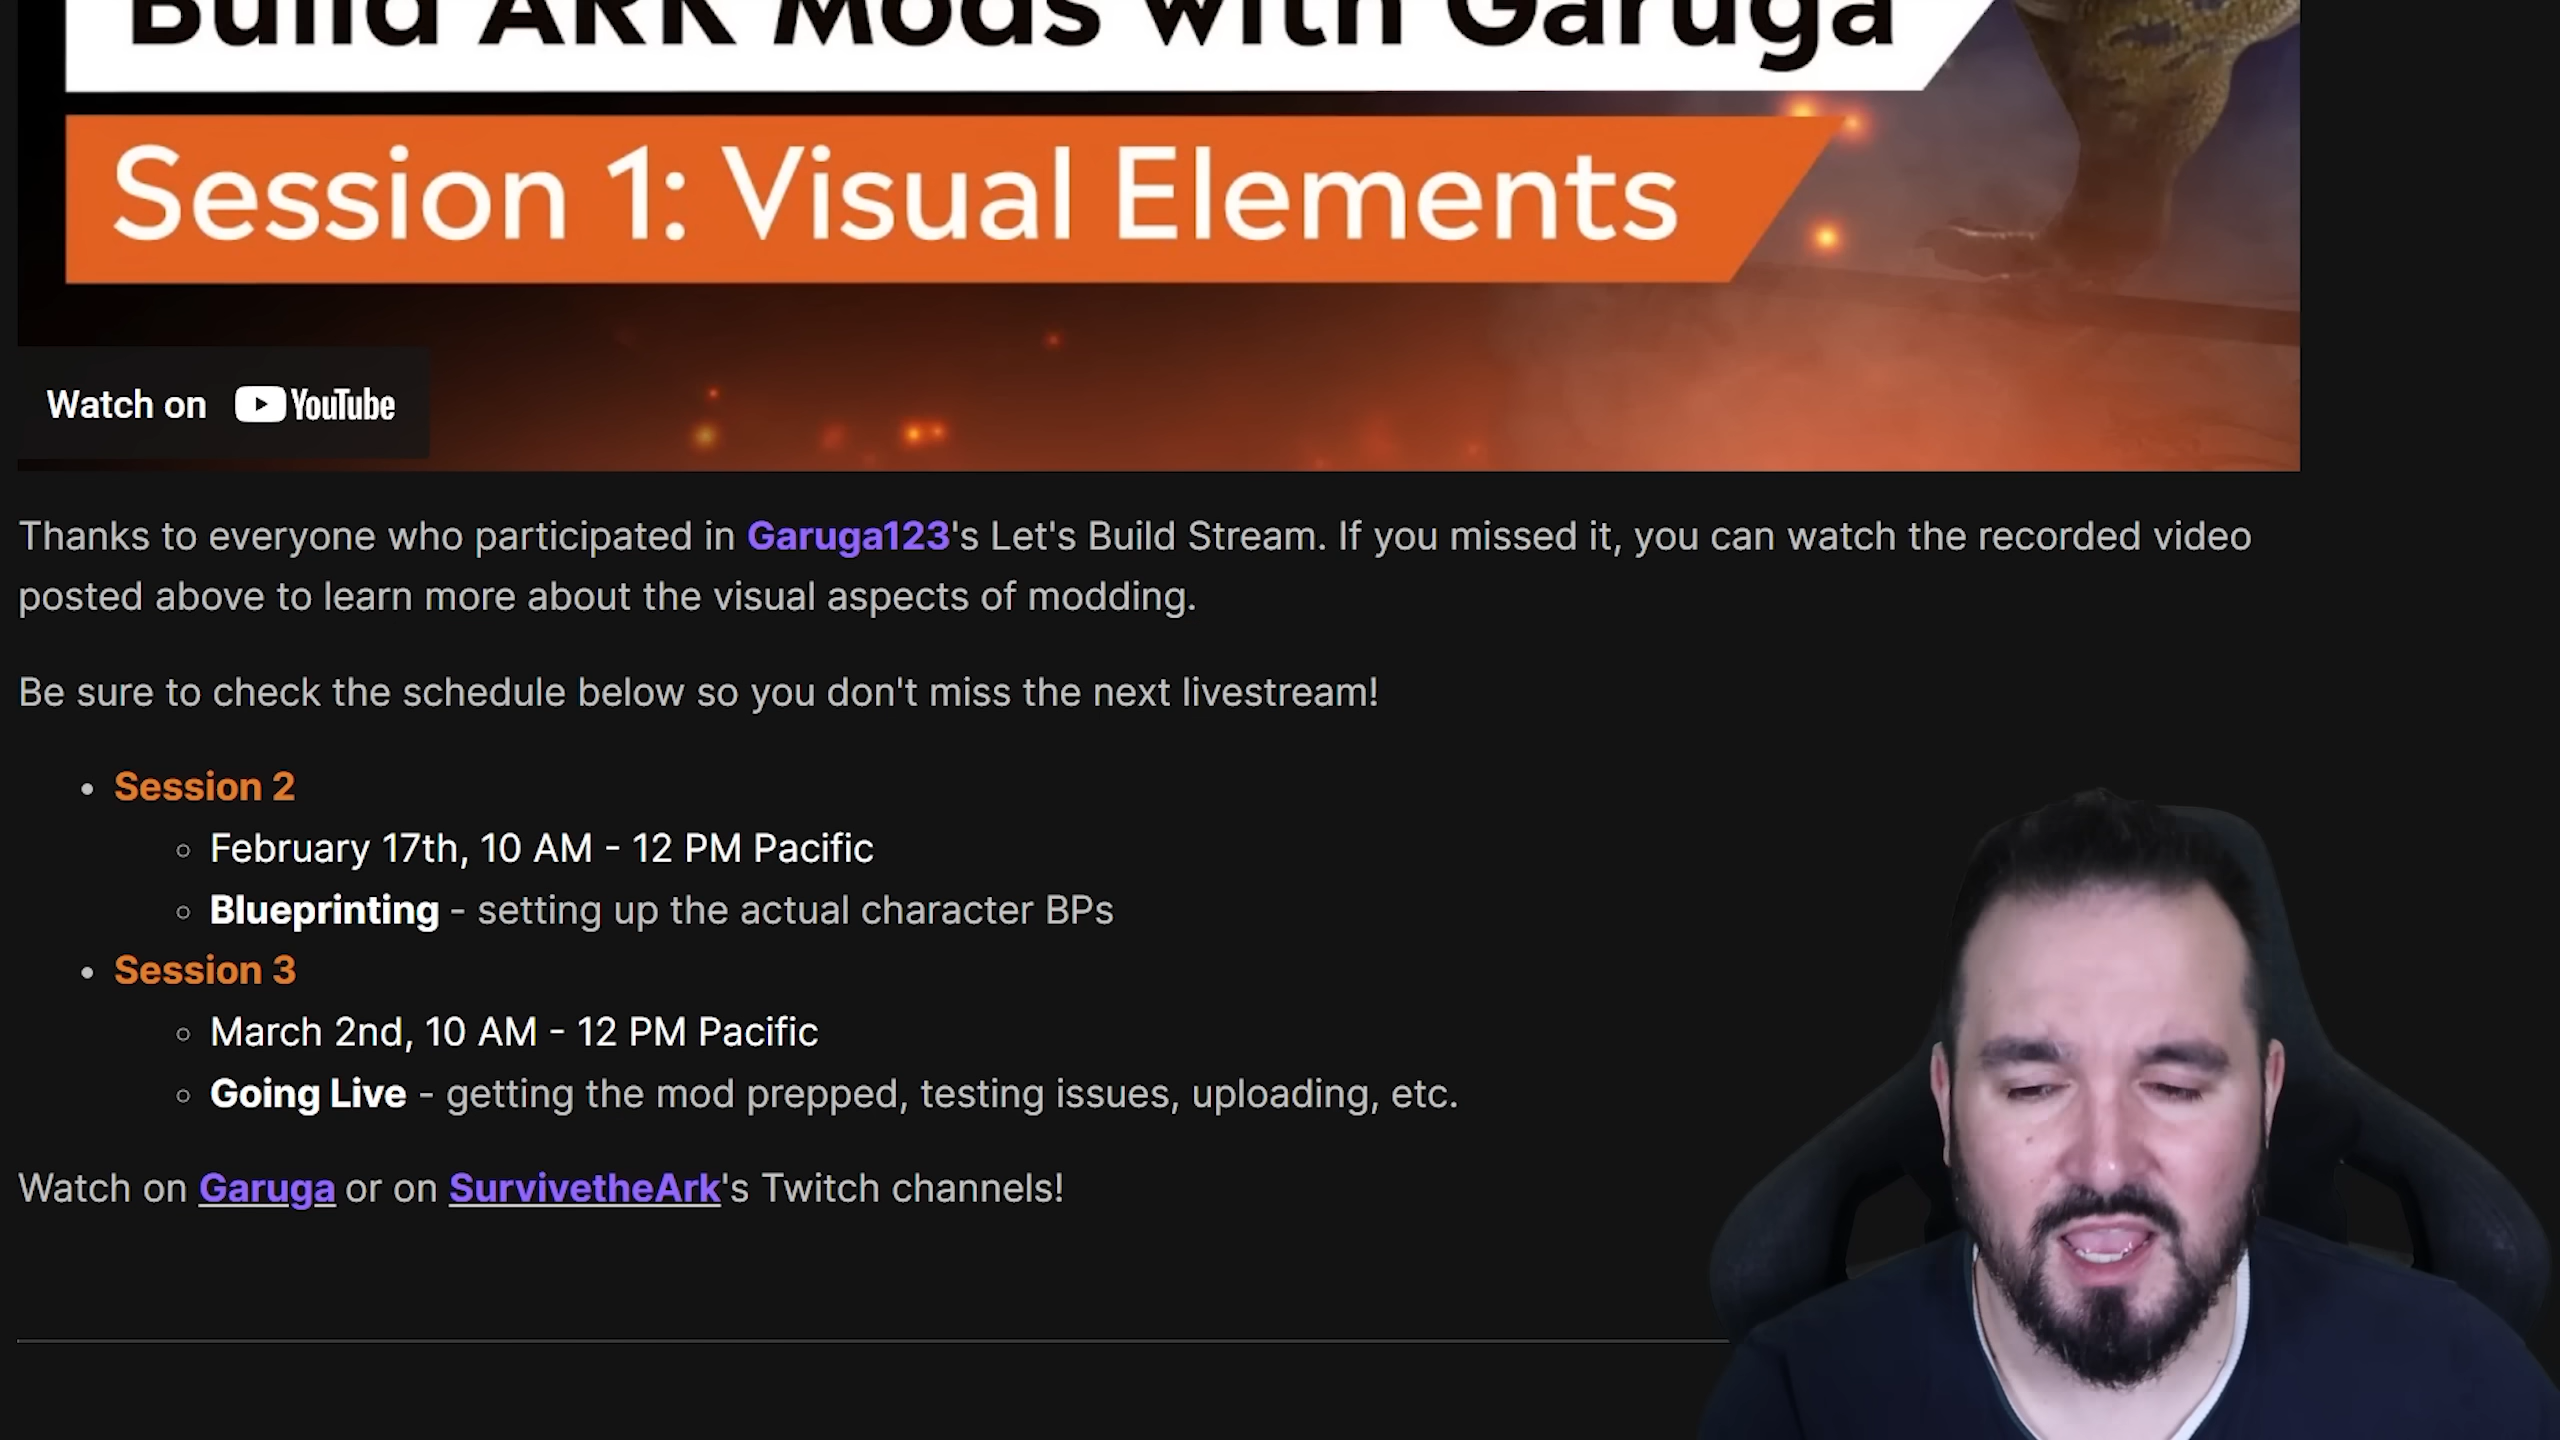 Build ARK Mods with Garuga
Session 1: Visual Elements
Watch on YouTube
Thanks to everyone who participated in Garuga123's Let's Build Stream. If you missed it, you can watch the recorded video
posted above to learn more about the visual aspects of modding.
Be sure to check the schedule below so you don't miss the next livestream!
• Session 2
◦ February 17th, 10 AM - 12 PM Pacific
◦ Blueprinting - setting up the actual character BPs
• Session 3
◦ March 2nd, 10 AM - 12 PM Pacific
◦ Going Live - getting the mod prepped, testing issues, uploading, etc.
Watch on Garuga or on SurvivetheArk's Twitch channels!